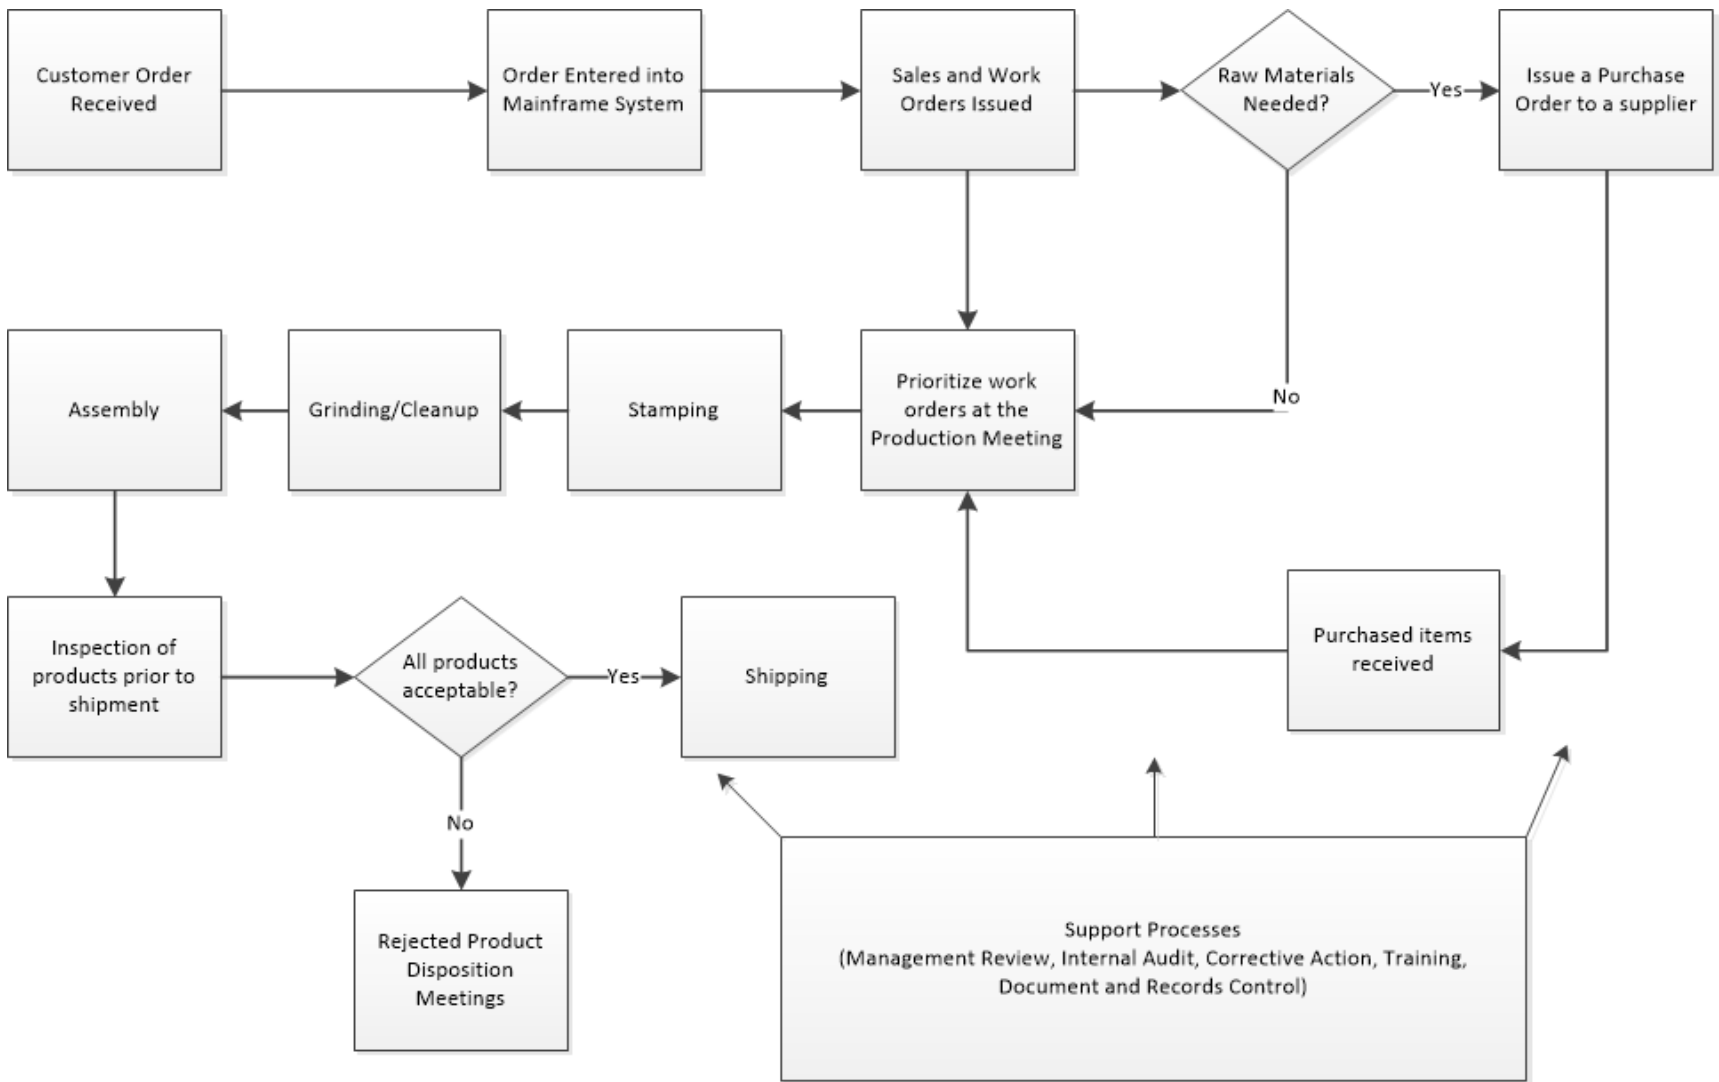 Customer Order
Received
Order Entered into
Mainframe System
Sales and Work
Orders Issued
Raw Materials
Needed?
Yes
Issue a Purchase
Order to a supplier
No
Prioritize work
orders at the
Production Meeting
Stamping
Grinding/Cleanup
Assembly
Purchased items
received
Inspection of
products prior to
shipment
All products
acceptable?
Yes
Shipping
No
Rejected Product
Disposition
Meetings
Support Processes
(Management Review, Internal Audit, Corrective Action, Training,
Document and Records Control)